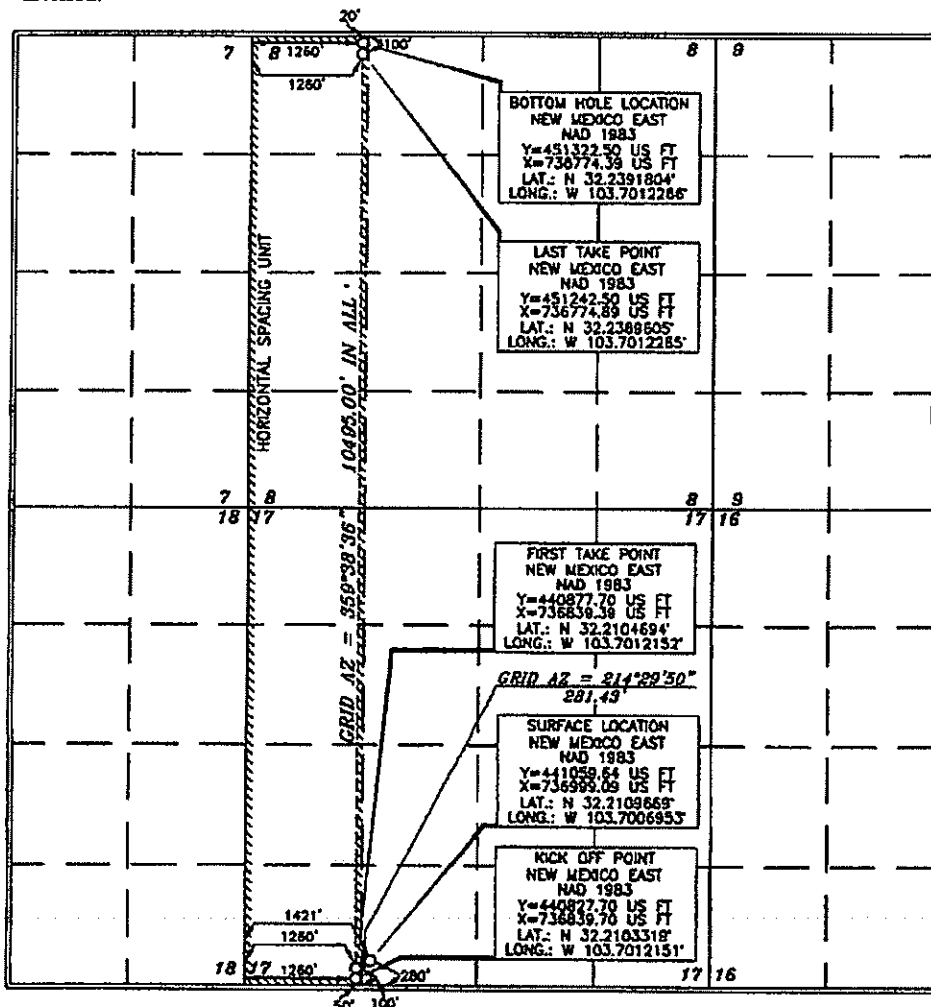 20'
7 8 1260' 100' 8 9
1260'
BOTTOM HOLE LOCATION
NEW MEXICO EAST
NAD 1983
Y=451322.50 US FT
X=736774.39 US FT
LAT.: N 32.2391804°
LONG.: W 103.7012286°
LAST TAKE POINT
NEW MEXICO EAST
NAD 1983
Y=451242.50 US FT
X=736774.89 US FT
LAT.: N 32.2389605°
LONG.: W 103.7012285°
HORIZONTAL SPACING UNIT
GRID AZ = 359°38'36" 10495.00' IN ALL
7 8 8 9
18 17 17 16
FIRST TAKE POINT
NEW MEXICO EAST
NAD 1983
Y=440877.70 US FT
X=736839.39 US FT
LAT.: N 32.2104694°
LONG.: W 103.7012152°
GRID AZ = 214°29'50"
281.43'
SURFACE LOCATION
NEW MEXICO EAST
NAD 1983
Y=441059.64 US FT
X=736999.09 US FT
LAT.: N 32.2109669°
LONG.: W 103.7006953°
KICK OFF POINT
NEW MEXICO EAST
NAD 1983
Y=440827.70 US FT
X=736839.70 US FT
LAT.: N 32.2103319°
LONG.: W 103.7012151°
1421'
1260'
18 17 1260' 280' 17 16
50' 100'